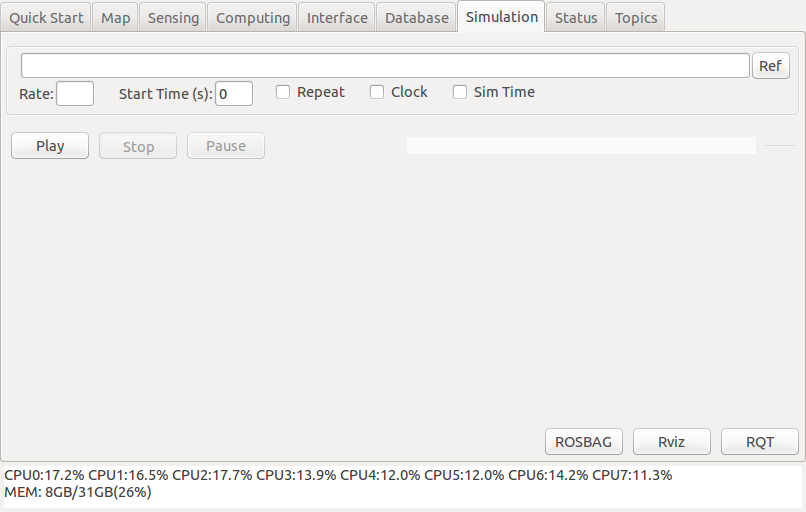 Quick Start Map Sensing Computing Interface Database Simulation Status Topics
Ref
Rate: Start Time (s): 0 Repeat Clock Sim Time
Play Stop Pause
ROSBAG Rviz RQT
CPU0:17.2% CPU1:16.5% CPU2:17.7% CPU3:13.9% CPU4:12.0% CPU5:12.0% CPU6:14.2% CPU7:11.3%
MEM: 8GB/31GB(26%)